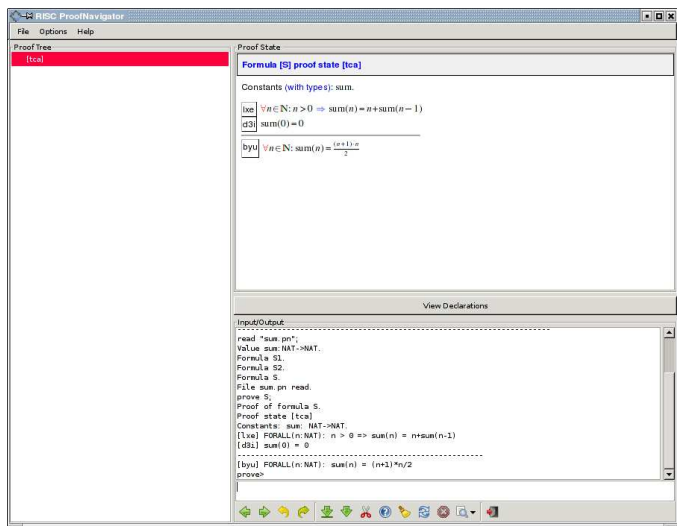 RISC ProofNavigator
File Options Help
Proof Tree
[tca]
Proof State
Formula [S] proof state [tca]
Constants (with types): sum.
lxe ∀n∈ℕ: n>0 ⇒ sum(n)=n+sum(n−1)
d3i sum(0)=0
byu ∀n∈ℕ: sum(n)=(n+1)·n/2
View Declarations
Input/Output
------------------------------------------------------------
read "sum.pn";
Value sum:NAT->NAT.
Formula S1.
Formula S2.
Formula S.
File sum.pn read.
prove S;
Proof of formula S.
Proof state [tca]
Constants: sum: NAT->NAT.
[lxe] FORALL(n:NAT): n > 0 => sum(n) = n+sum(n-1)
[d3i] sum(0) = 0
------------------------------------------------
[byu] FORALL(n:NAT): sum(n) = (n+1)*n/2
prove>